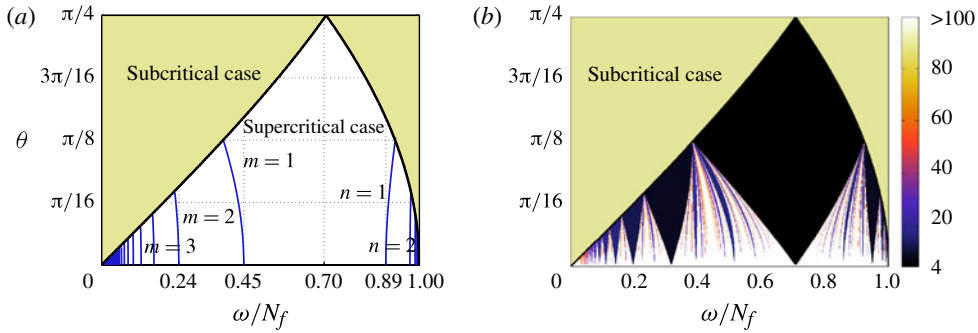 (a)
π/4
3π/16
θ
π/8
π/16
0
Subcritical case
Supercritical case
m = 1
m = 2
m = 3
n = 1
n = 2
0.24
0.45
0.70
0.89
1.00
ω/N_f
(b)
π/4
3π/16
π/8
π/16
Subcritical case
0
0.2
0.4
0.6
0.8
1.0
ω/N_f
>100
80
60
40
20
4